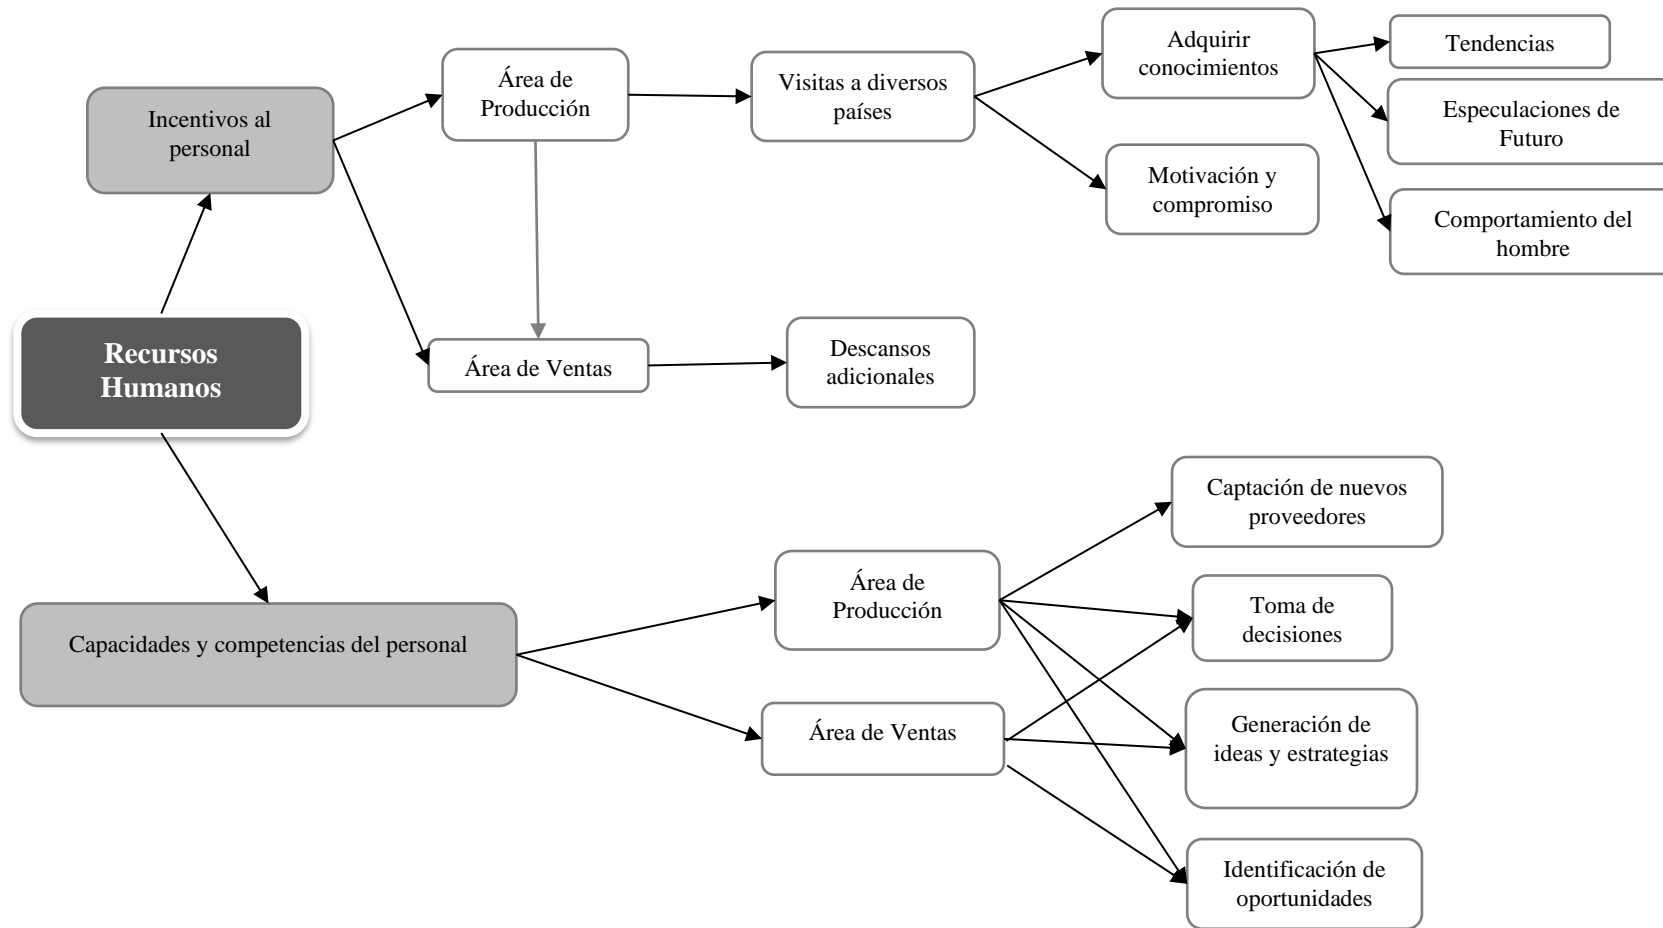 Incentivos al
personal
Área de
Producción
Visitas a diversos
países
Adquirir
conocimientos
Tendencias
Especulaciones de
Futuro
Motivación y
compromiso
Comportamiento del
hombre
Recursos
Humanos
Área de Ventas
Descansos
adicionales
Capacidades y competencias del personal
Área de
Producción
Captación de nuevos
proveedores
Toma de
decisiones
Área de Ventas
Generación de
ideas y estrategias
Identificación de
oportunidades